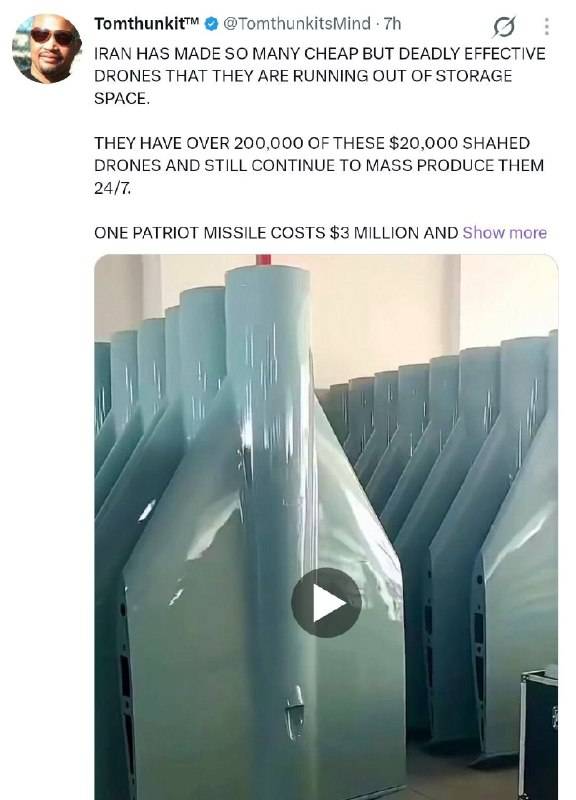 Tomthunkit™ @TomthunkitsMind · 7h
IRAN HAS MADE SO MANY CHEAP BUT DEADLY EFFECTIVE
DRONES THAT THEY ARE RUNNING OUT OF STORAGE
SPACE.
THEY HAVE OVER 200,000 OF THESE $20,000 SHAHED
DRONES AND STILL CONTINUE TO MASS PRODUCE THEM
24/7.
ONE PATRIOT MISSILE COSTS $3 MILLION AND Show more